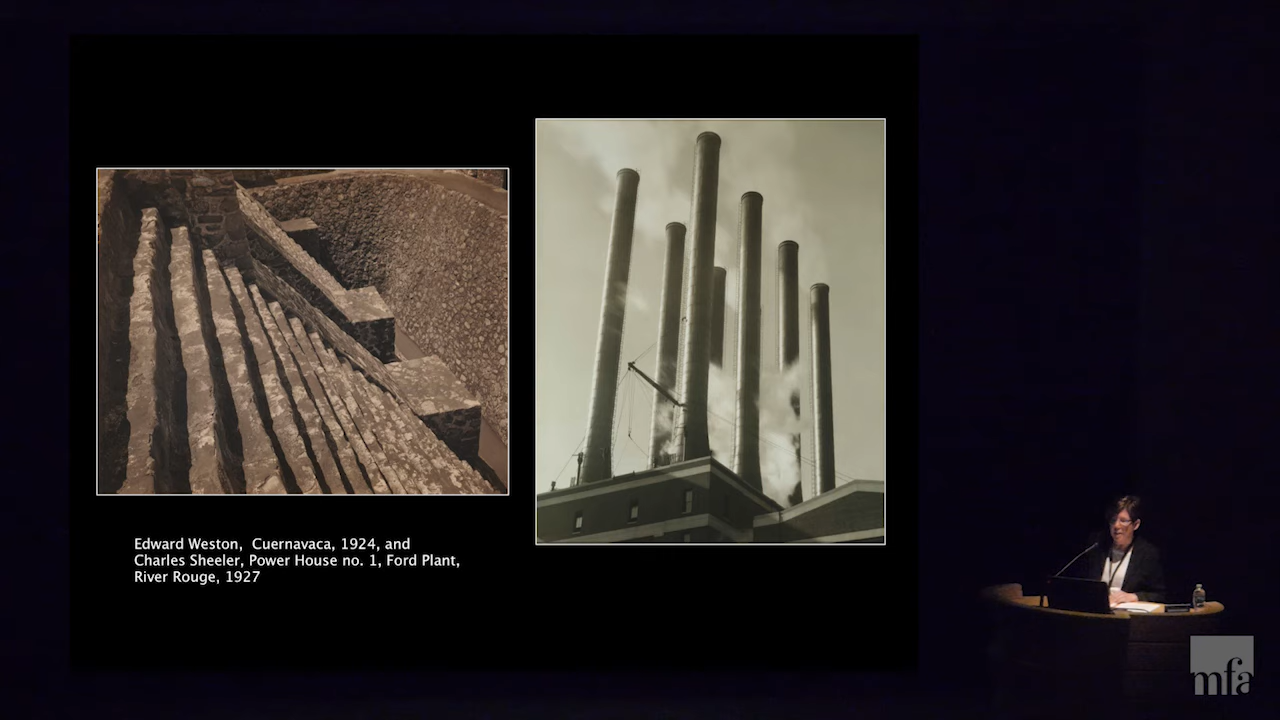 Edward Weston,  Cuernavaca, 1924, and
Charles Sheeler, Power House no. 1, Ford Plant,
River Rouge, 1927
mfa